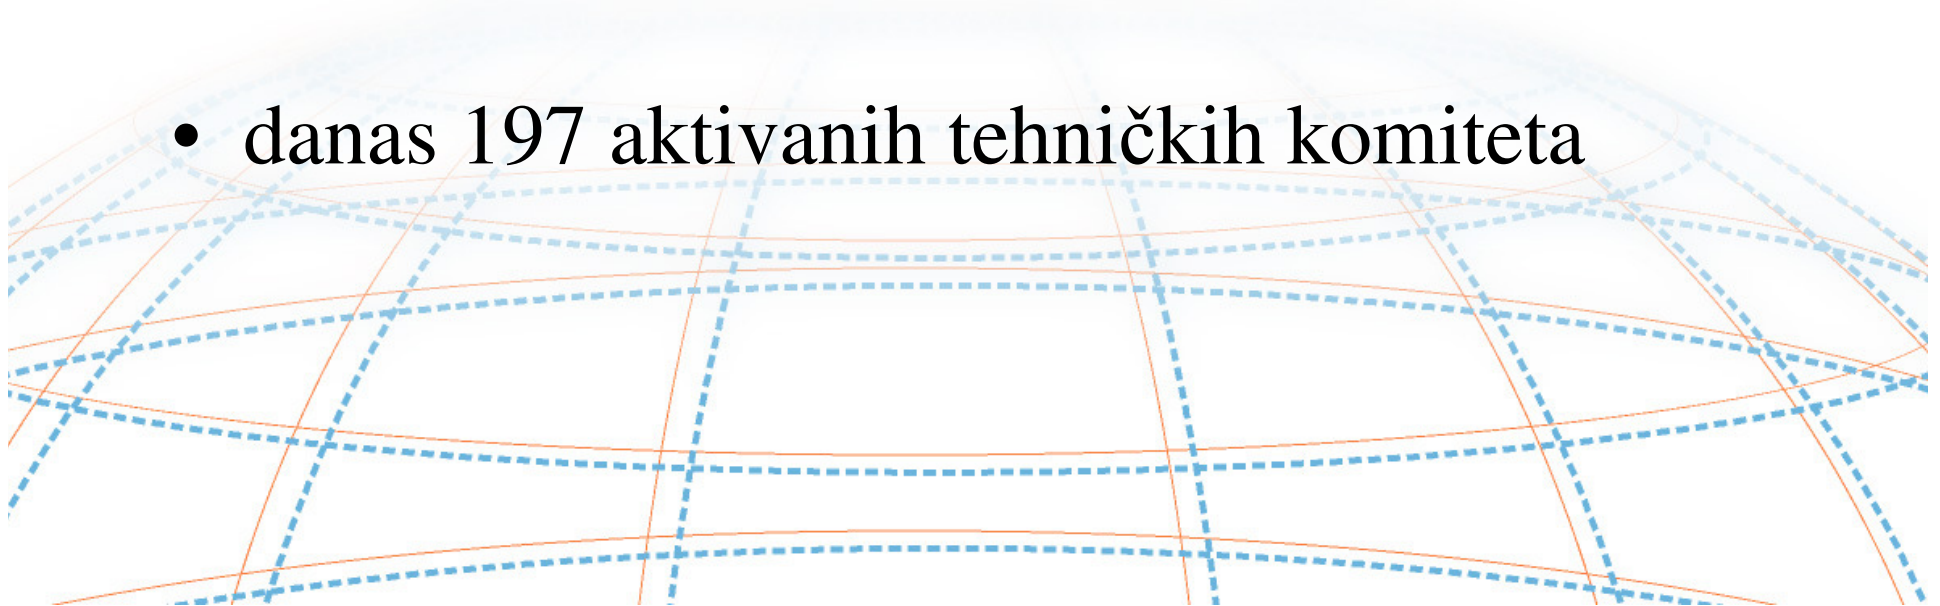 • danas 197 aktivanih tehničkih komiteta